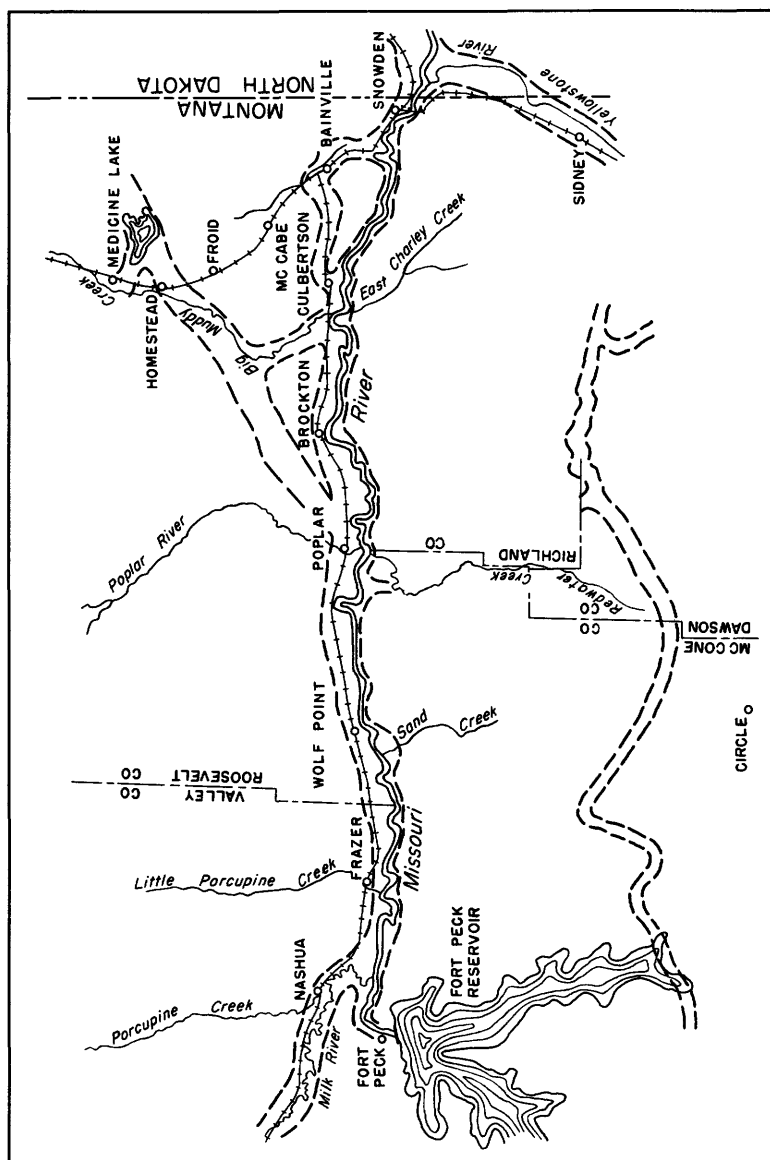 MONTANA
NORTH DAKOTA
MEDICINE LAKE
HOMESTEAD
FROID
MC CABE
CULBERTSON
BAINVILLE
SNOWDEN
SIDNEY
Yellowstone
River
Big
Muddy
Creek
East Charley Creek
BROCKTON
River
POPLAR
Poplar River
RICHLAND
CO
Redwater
Creek
DAWSON
CO
MC CONE
CO
WOLF POINT
Sand
Creek
ROOSEVELT
CO
VALLEY
CO
FRAZER
Little Porcupine Creek
Missouri
NASHUA
Porcupine Creek
Milk River
FORT
PECK
FORT PECK
RESERVOIR
CIRCLE